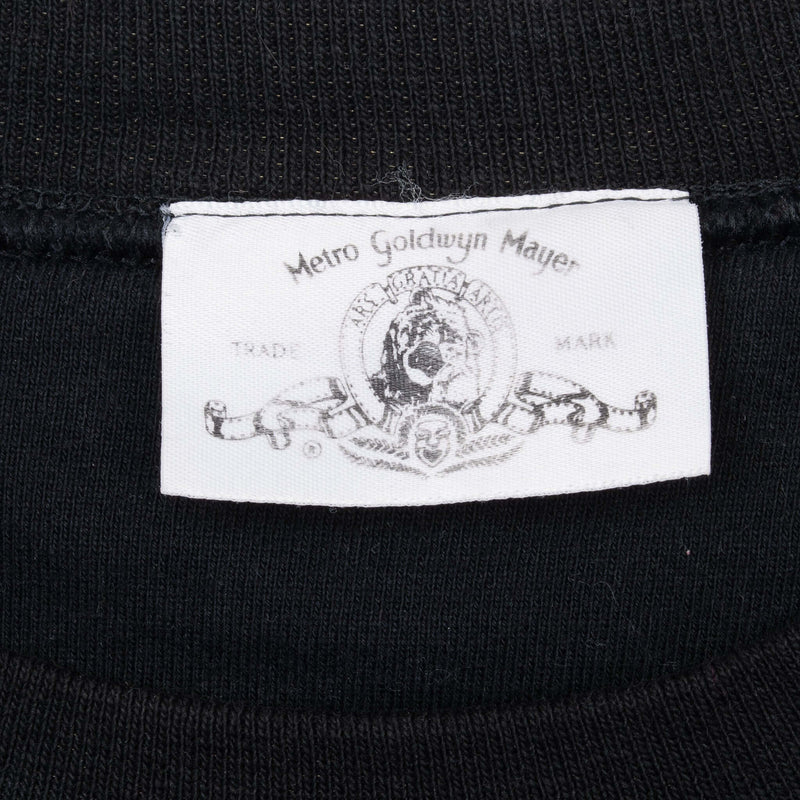 Metro Goldwyn Mayer
ARS GRATIA ARTIS
TRADE MARK
®